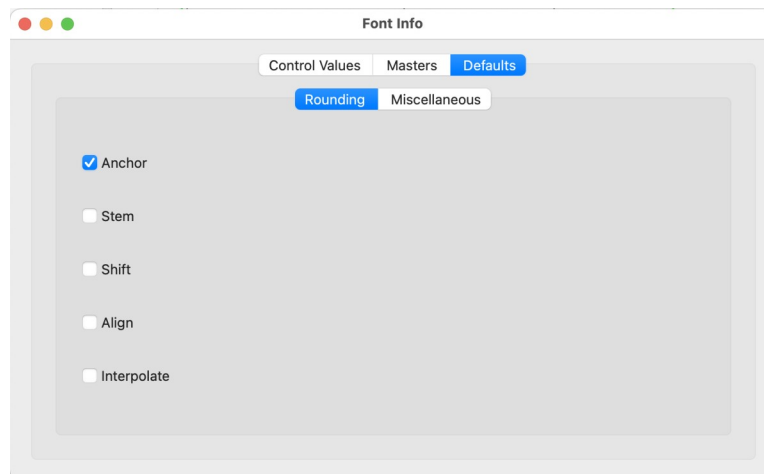 Font Info
Control Values Masters Defaults
Rounding Miscellaneous
Anchor
Stem
Shift
Align
Interpolate